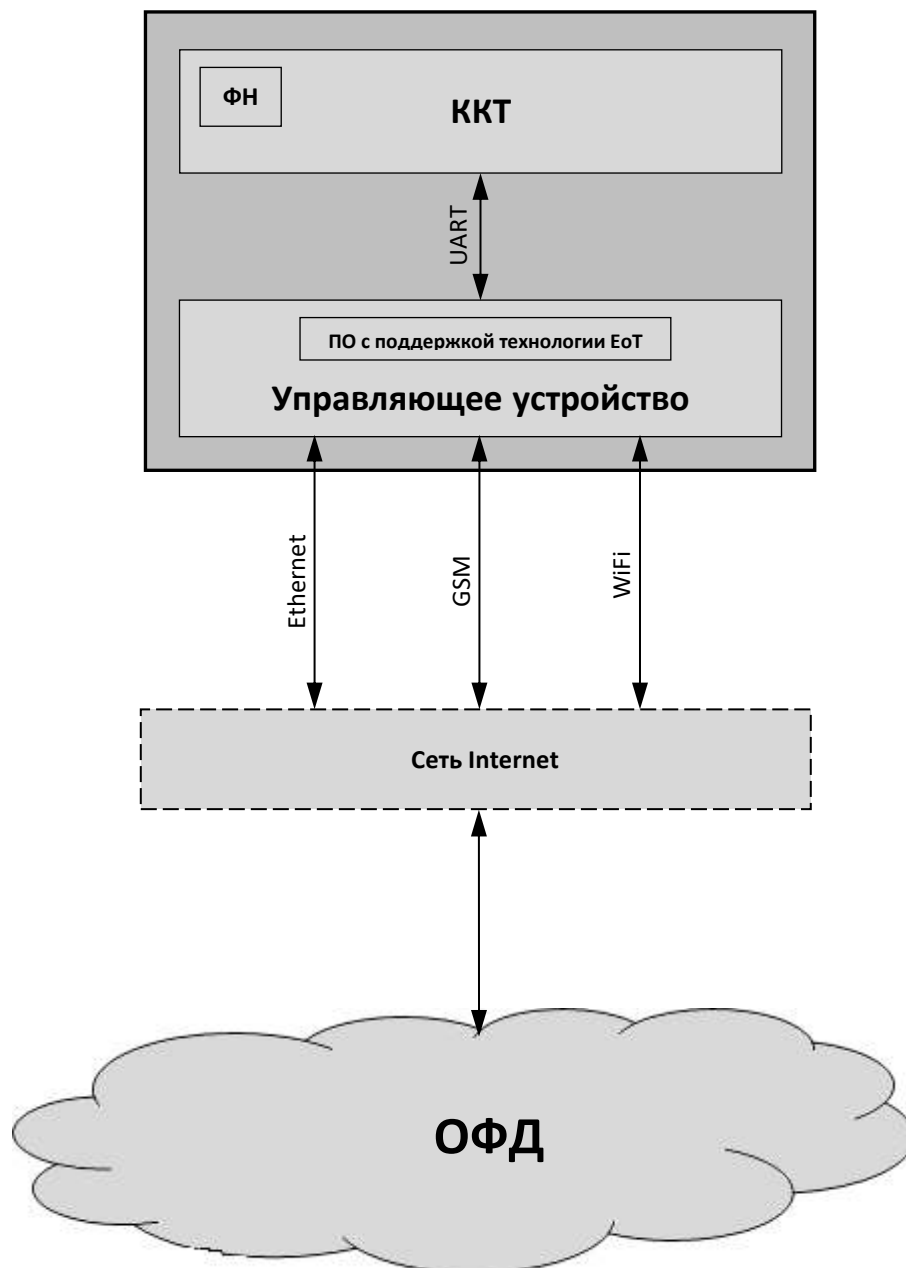 ФН
ККТ
UART
ПО с поддержкой технологии EoT
Управляющее устройство
Ethernet
GSM
WiFi
Сеть Internet
ОФД